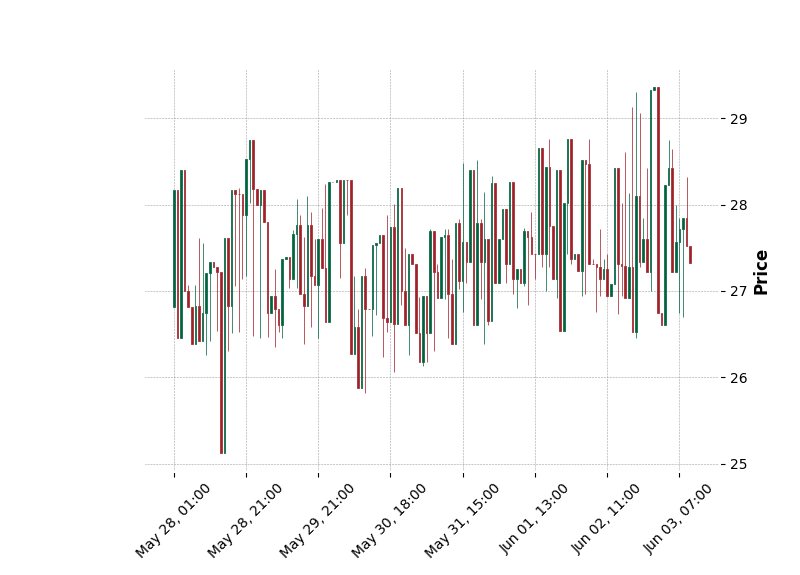 29
28
27
26
25
Price
May 28, 01:00
May 28, 21:00
May 29, 21:00
May 30, 18:00
May 31, 15:00
Jun 01, 13:00
Jun 02, 11:00
Jun 03, 07:00